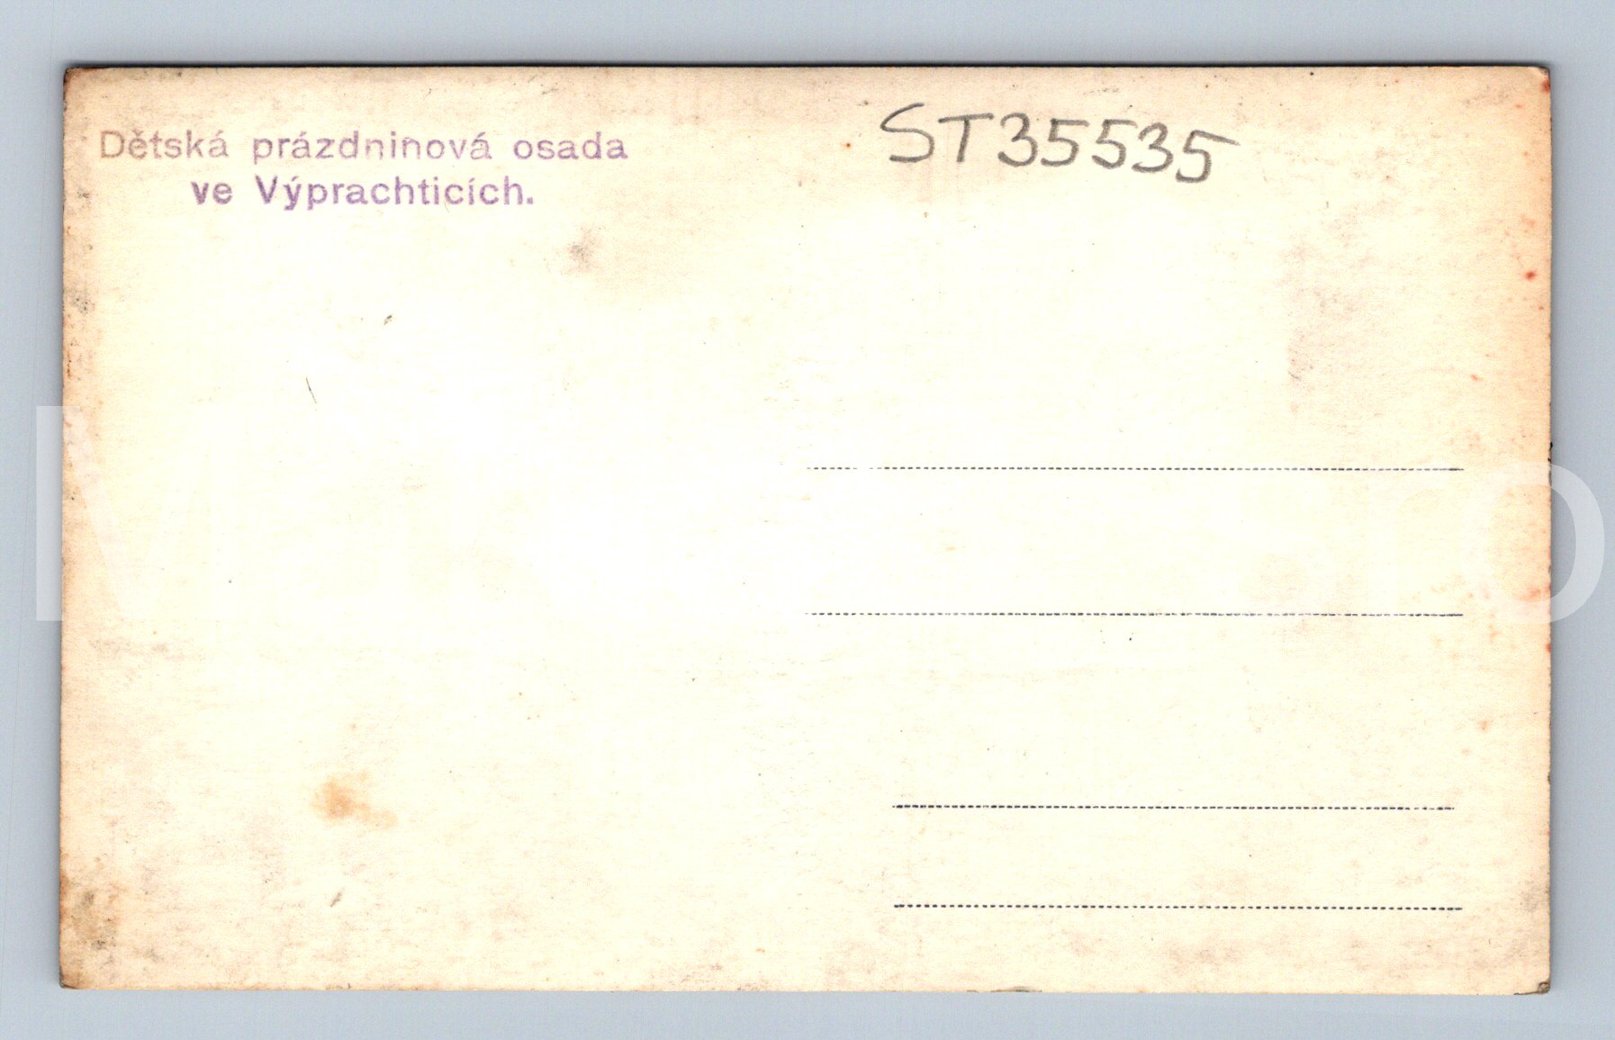 Dětská prázdninová osada
ve Výprachticích.
ST35535